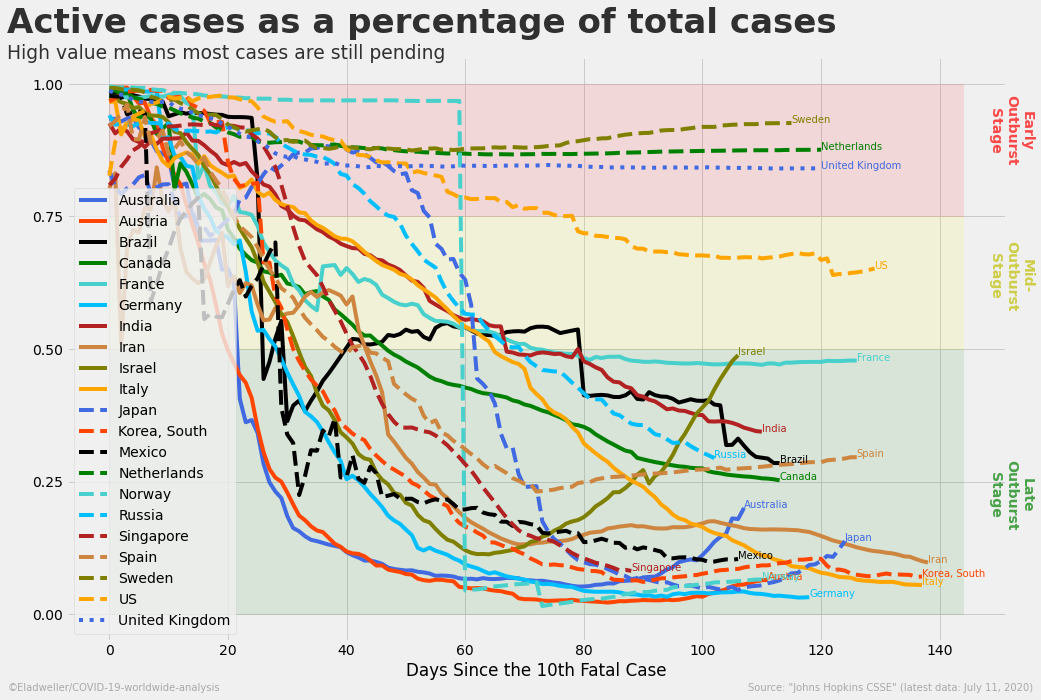 Active cases as a percentage of total cases
High value means most cases are still pending
1.00
0.75
0.50
0.25
0.00
Early
Outburst
Stage
Mid-
Outburst
Stage
Late
Outburst
Stage
Australia
Austria
Brazil
Canada
France
Germany
India
Iran
Israel
Italy
Japan
Korea, South
Mexico
Netherlands
Norway
Russia
Singapore
Spain
Sweden
US
United Kingdom
Sweden
Netherlands
United Kingdom
US
Israel
France
India
Russia
Brazil
Spain
Canada
Australia
Japan
Mexico
Iran
Singapore
Austria
Korea, South
Italy
Germany
0
20
40
60
80
100
120
140
Days Since the 10th Fatal Case
©Eladweller/COVID-19-worldwide-analysis
Source: "Johns Hopkins CSSE" (latest data: July 11, 2020)